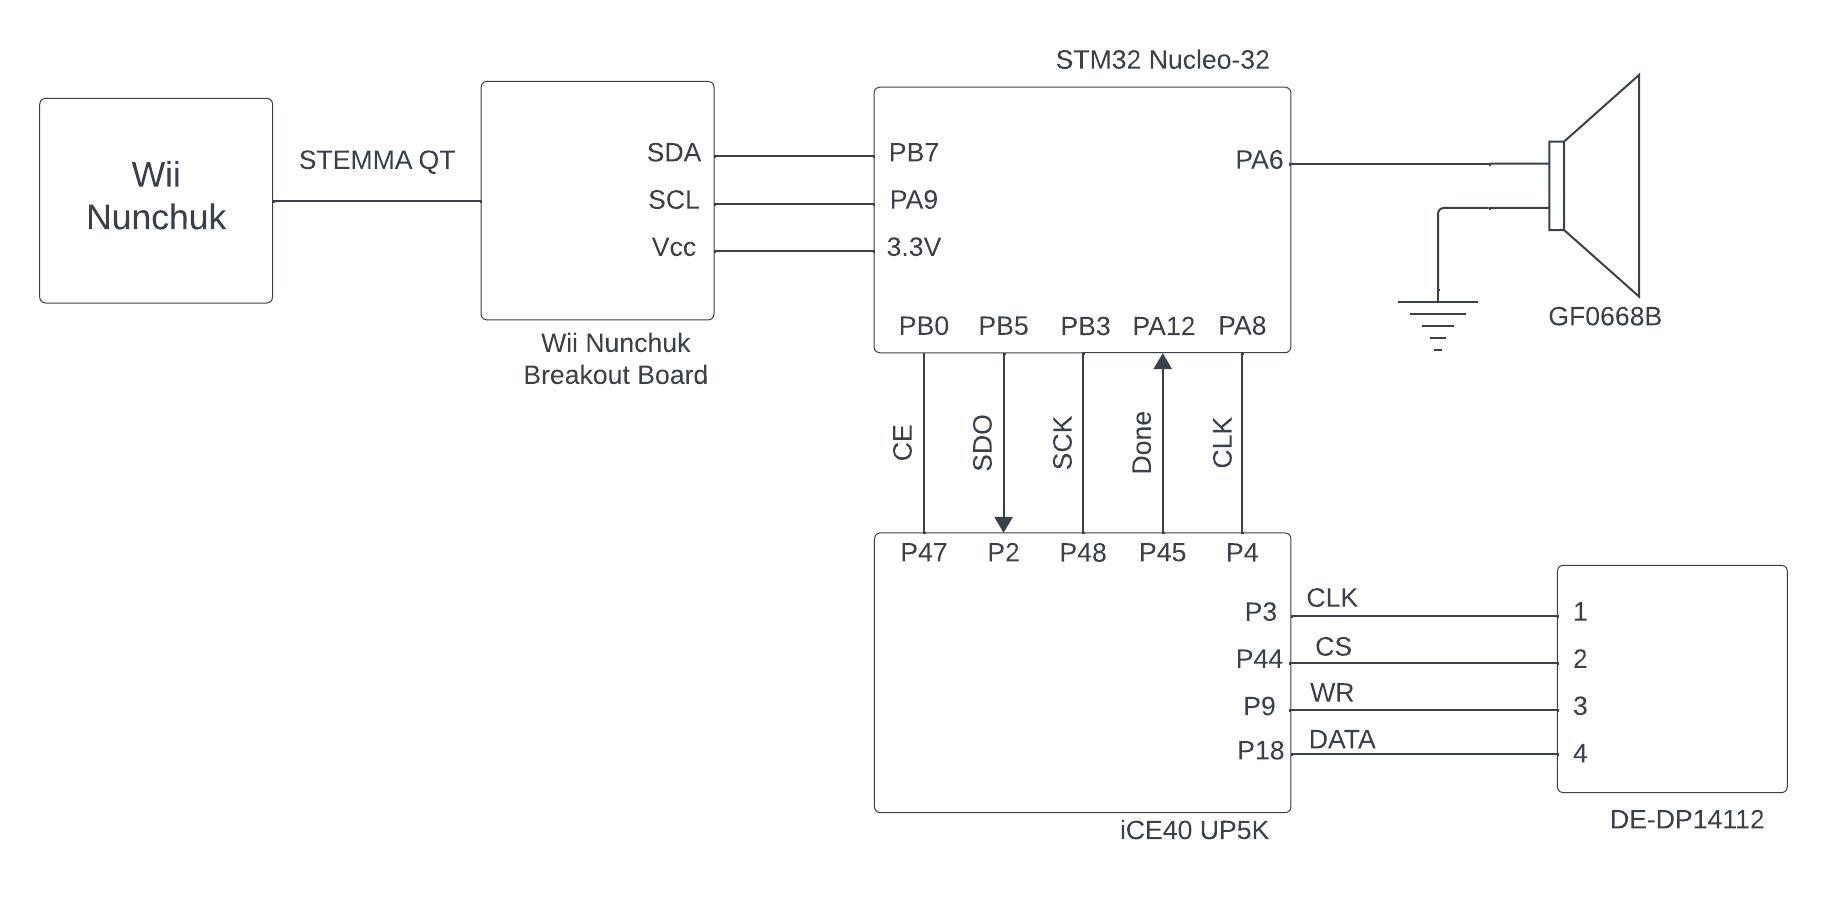 STM32 Nucleo-32
Wii
Nunchuk
STEMMA QT
SDA
SCL
Vcc
Wii Nunchuk
Breakout Board
PB7
PA9
3.3V
PA6
PB0 PB5 PB3 PA12 PA8
GF0668B
CE
SDO
SCK
Done
CLK
P47 P2 P48 P45 P4
P3
P44
P9
P18
CLK
CS
WR
DATA
1
2
3
4
iCE40 UP5K
DE-DP14112